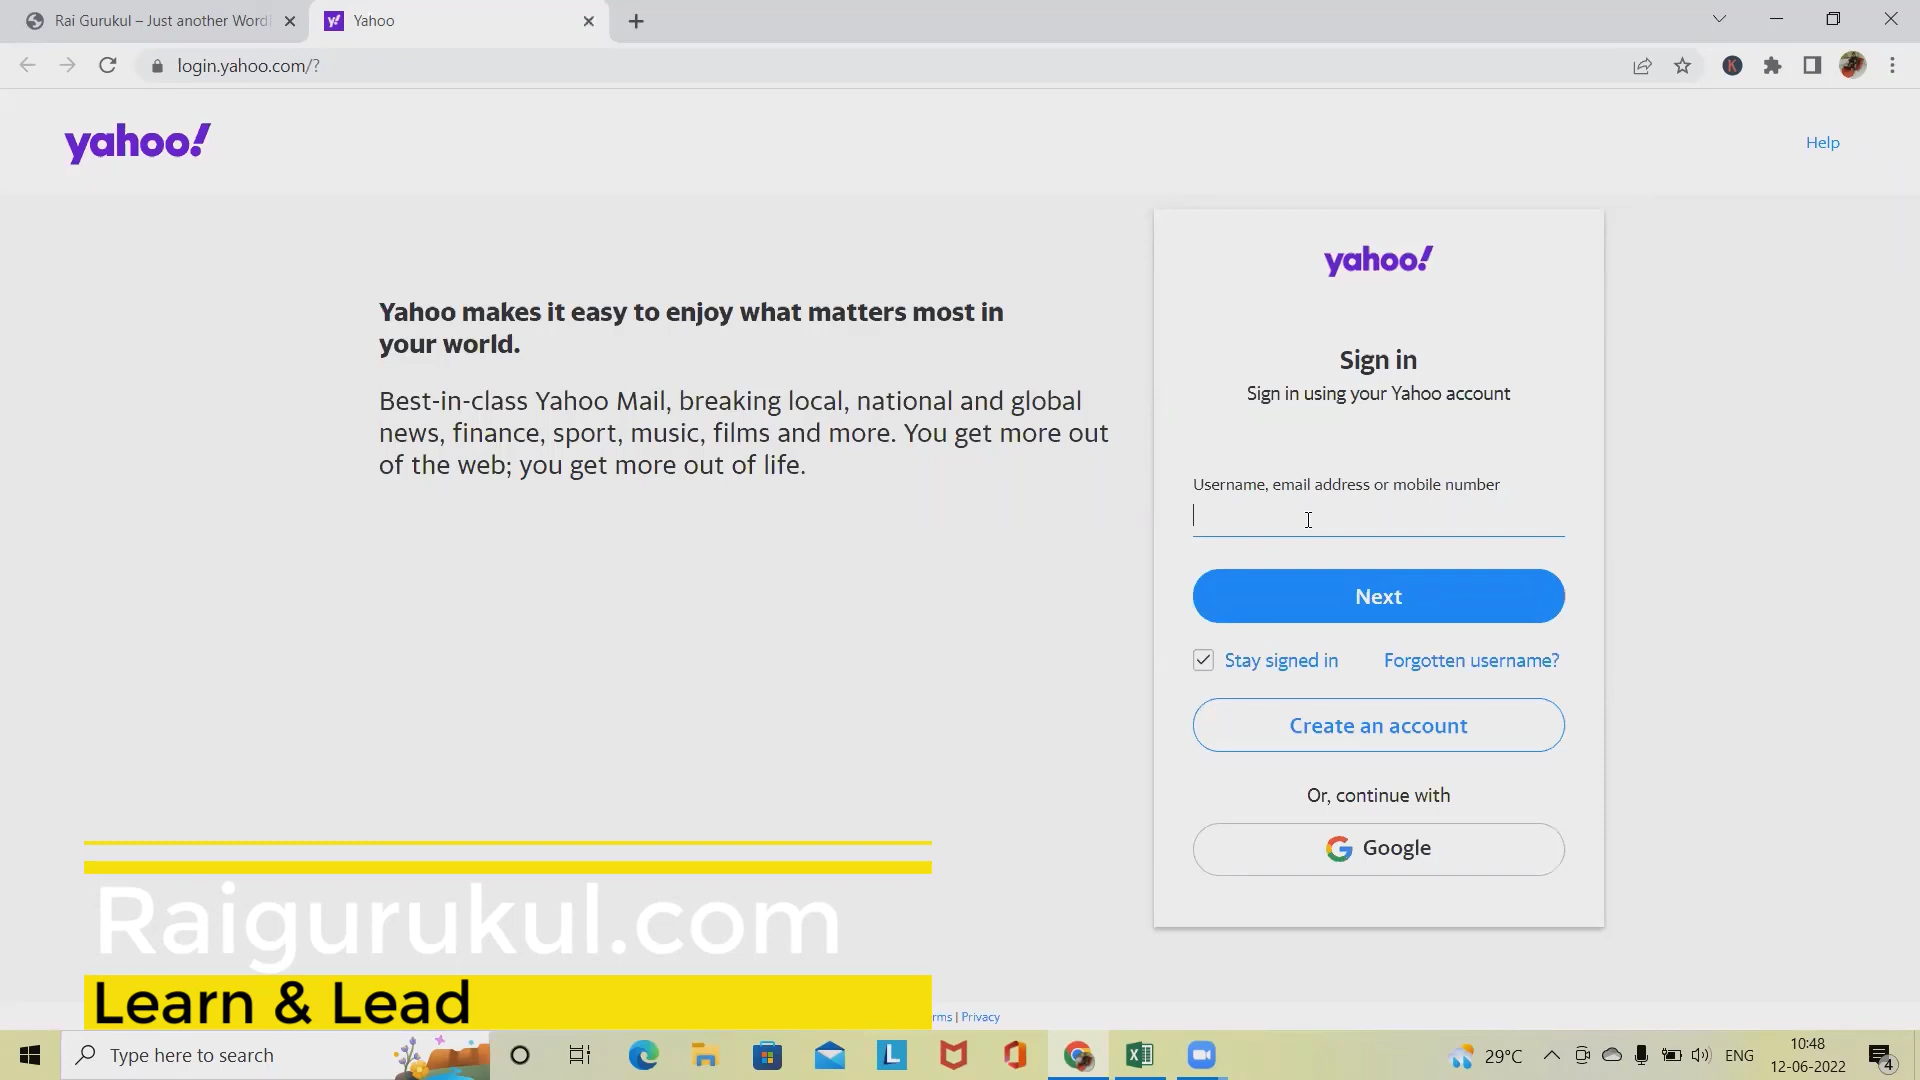 Rai Gurukul – Just another Word
Yahoo
login.yahoo.com/?
yahoo!
Help
yahoo!
Yahoo makes it easy to enjoy what matters most in
your world.
Best-in-class Yahoo Mail, breaking local, national and global
news, finance, sport, music, films and more. You get more out
of the web; you get more out of life.
Sign in
Sign in using your Yahoo account
Username, email address or mobile number
Next
Stay signed in
Forgotten username?
Create an account
Or, continue with
Google
Raigurukul.com
Learn & Lead
rms | Privacy
Type here to search
29°C
ENG
10:48
12-06-2022
4